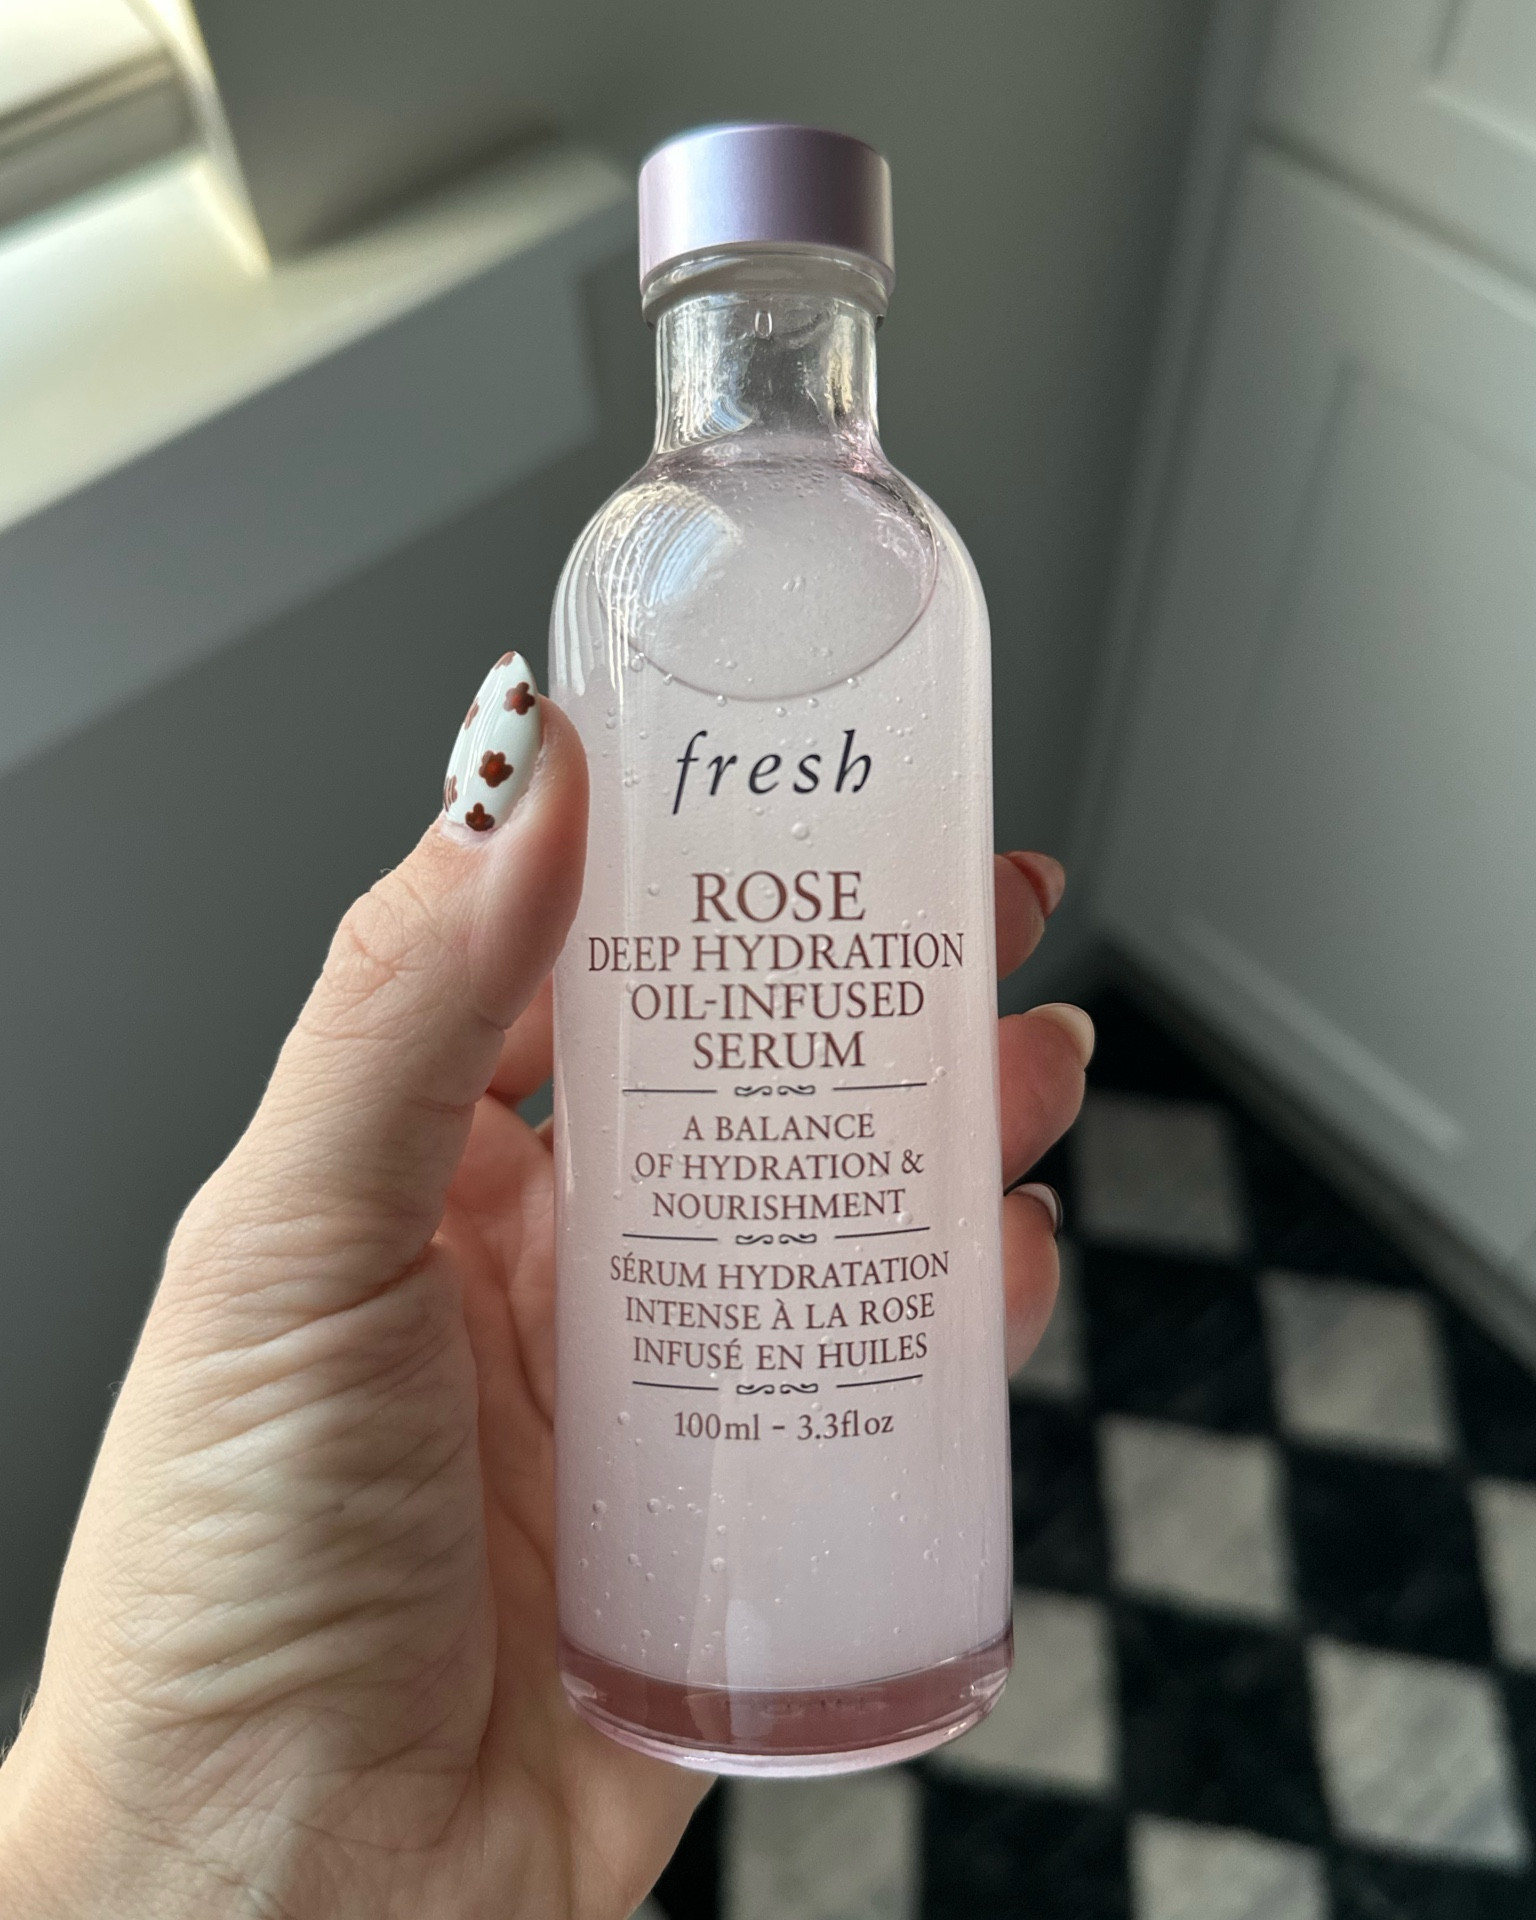 fresh
ROSE
DEEP HYDRATION
OIL-INFUSED
SERUM
A BALANCE
OF HYDRATION &
NOURISHMENT
SÉRUM HYDRATATION
INTENSE À LA ROSE
INFUSÉ EN HUILES
100ml - 3.3fl oz